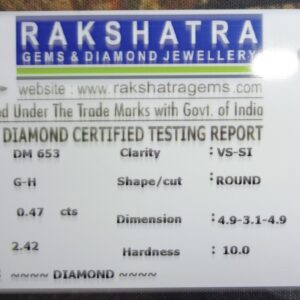 RAKSHATRA
GEMS & DIAMOND JEWELLERY
website : www.rakshatragems.com
Under The Trade Marks with Govt. of India
DIAMOND CERTIFIED TESTING REPORT
DM 653 Clarity : VS-SI
G-H Shape/cut : ROUND
0.47 cts Dimension : 4.9-3.1-4.9
2.42 Hardness : 10.0
~~~~ DIAMOND ~~~~